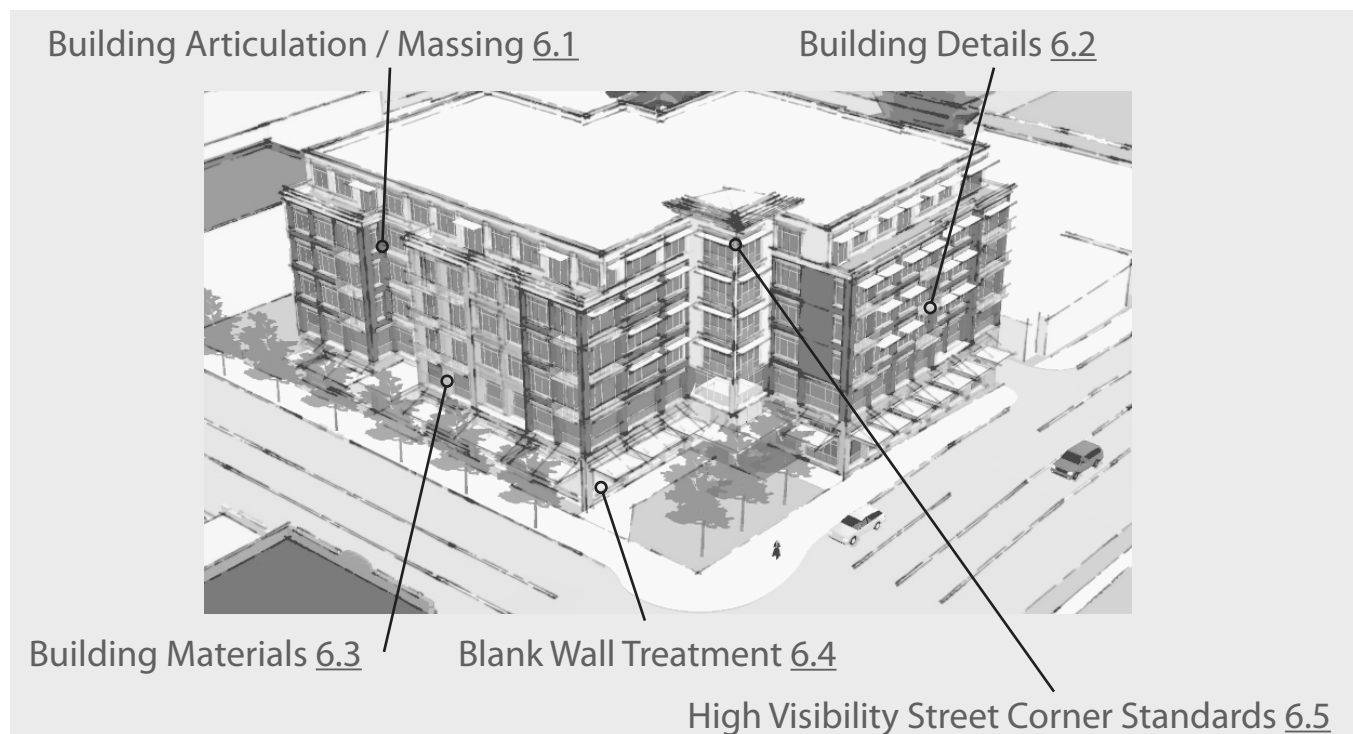 Building Articulation / Massing 6.1
Building Details 6.2
Building Materials 6.3
Blank Wall Treatment 6.4
High Visibility Street Corner Standards 6.5